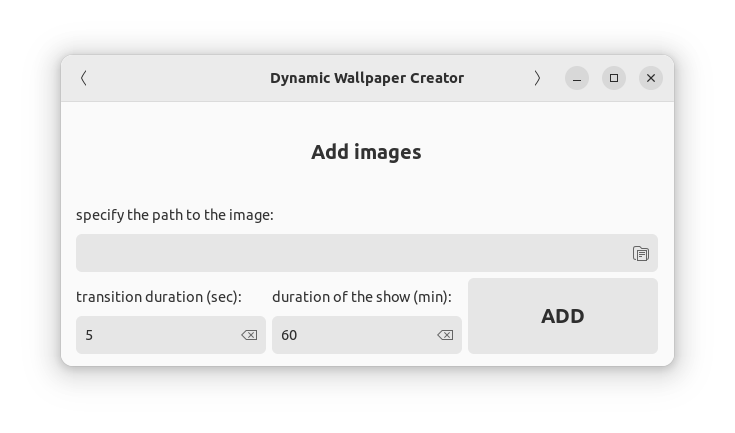 Dynamic Wallpaper Creator
Add images
specify the path to the image:
transition duration (sec):
duration of the show (min):
5
60
ADD